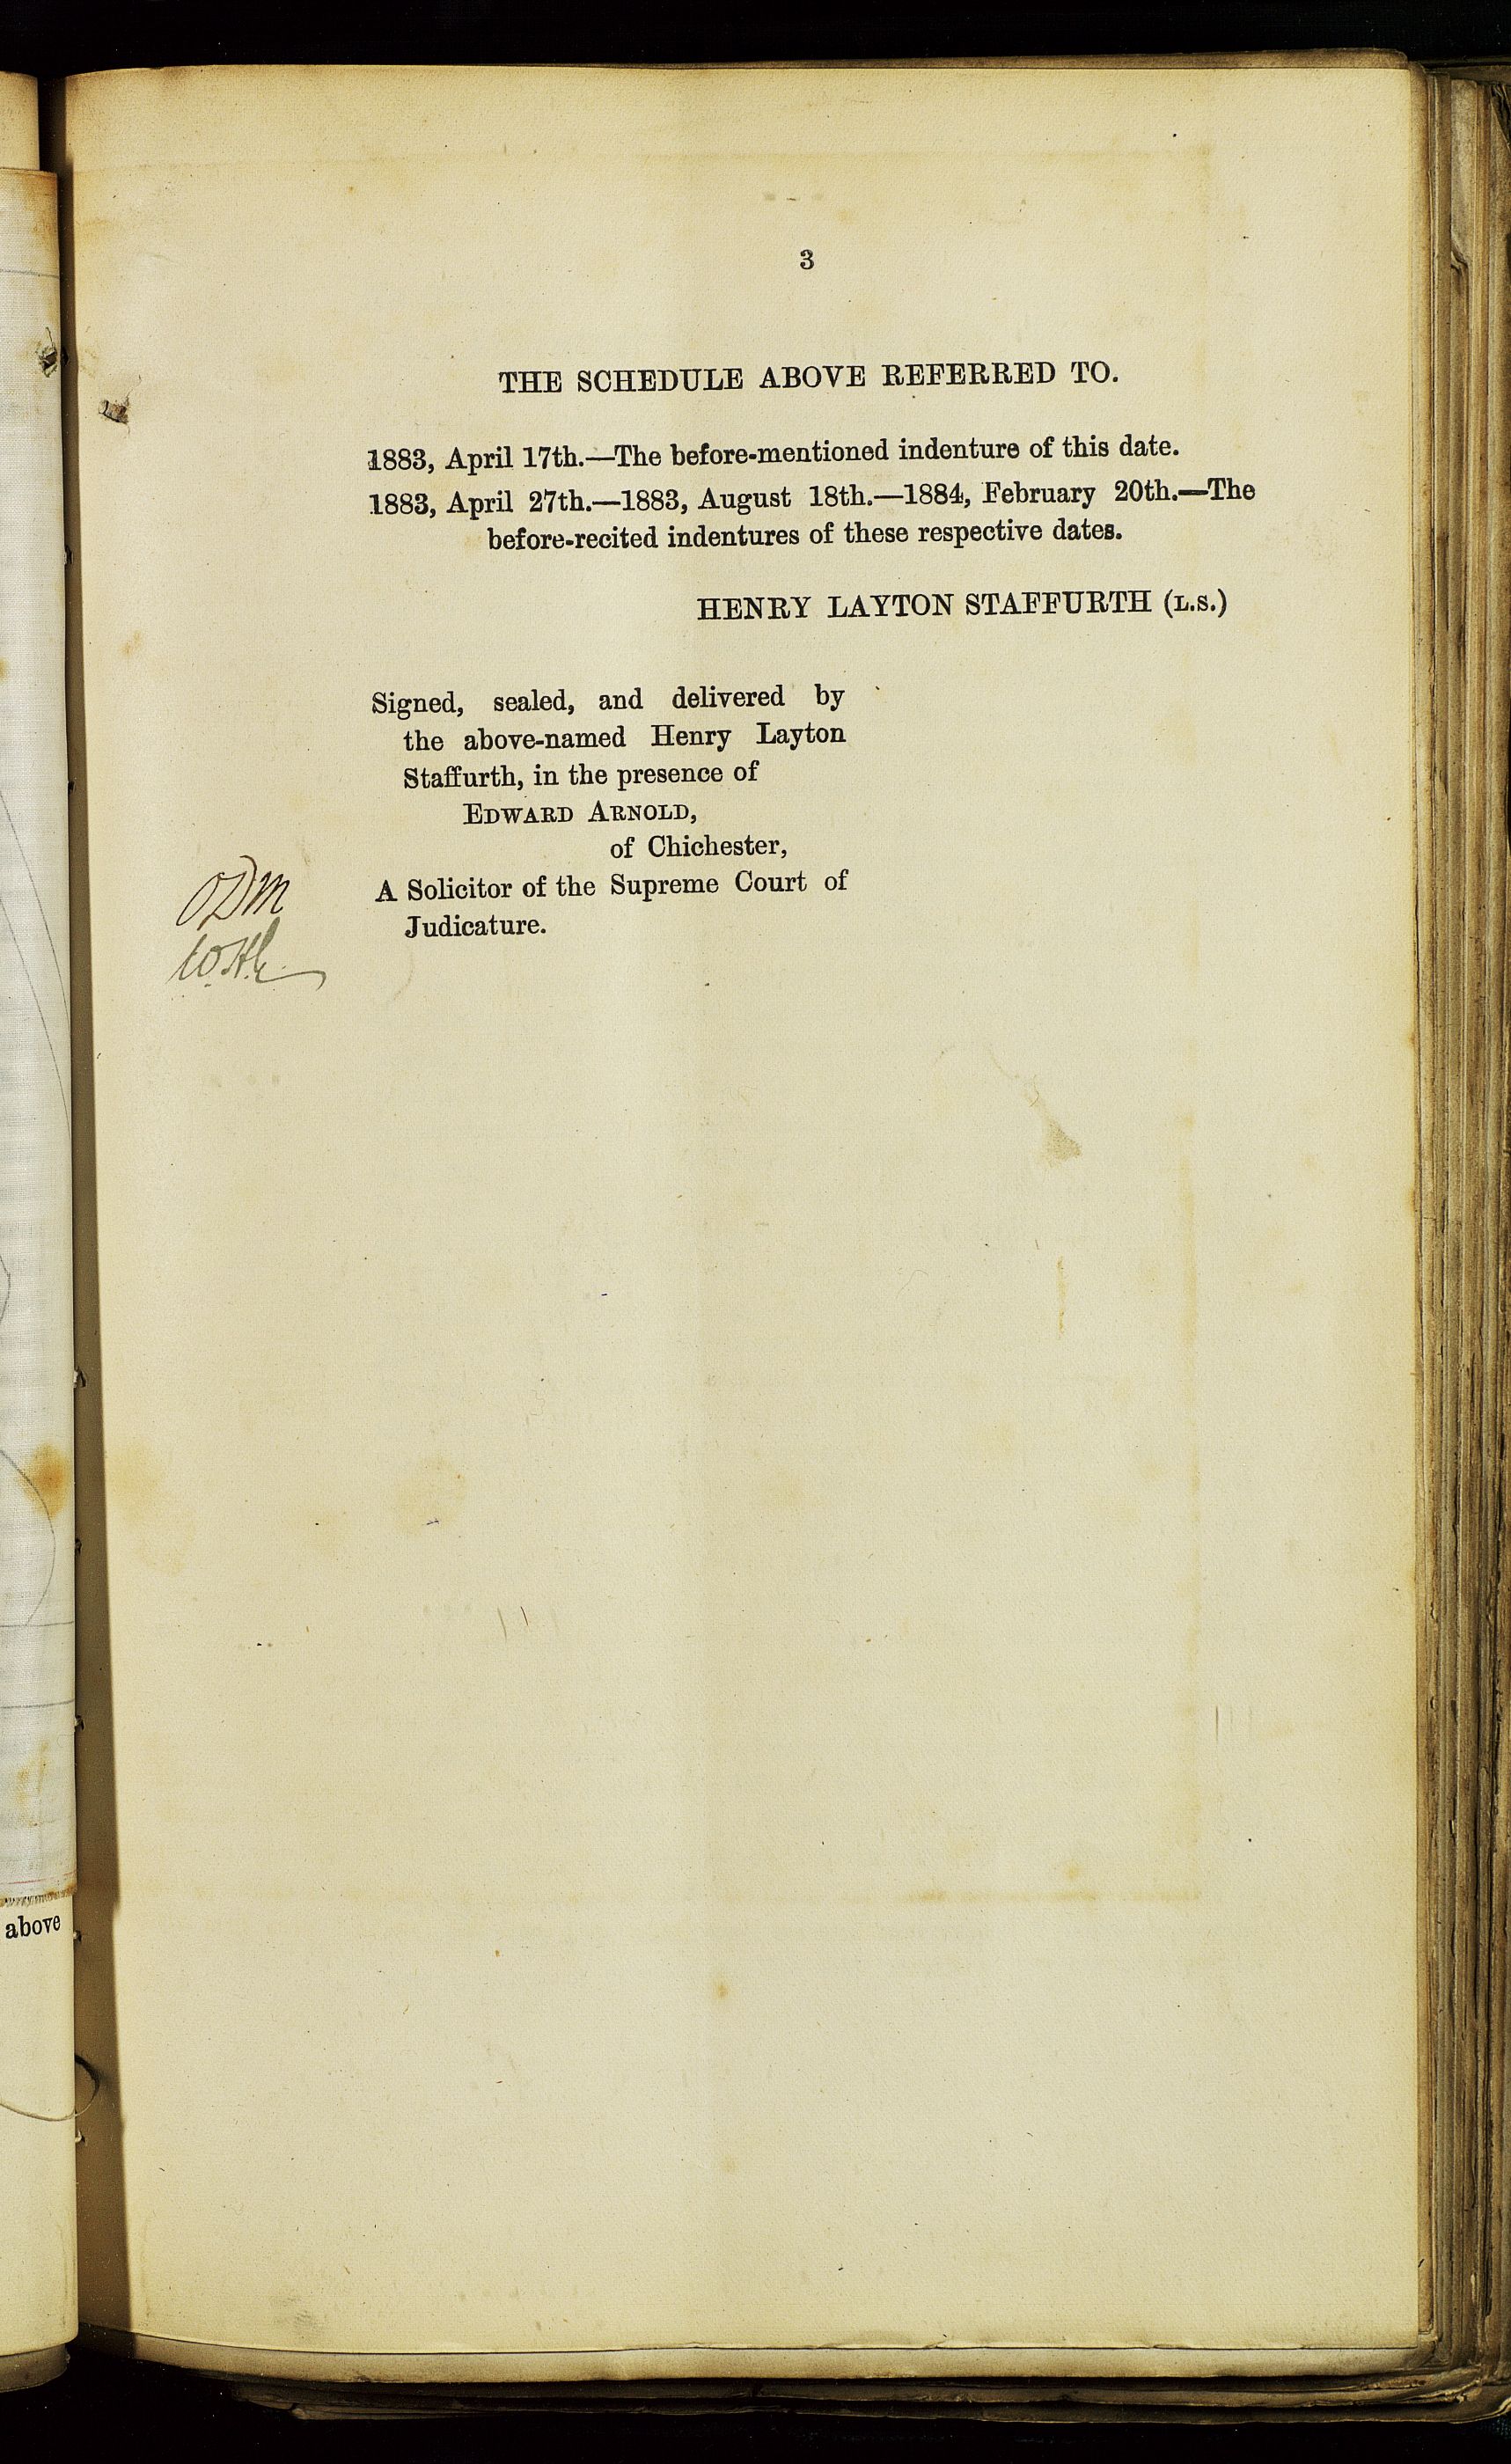 3
THE SCHEDULE ABOVE REFERRED TO.
1883, April 17th.—The before-mentioned indenture of this date.
1883, April 27th.—1883, August 18th.—1884, February 20th.—The
before-recited indentures of these respective dates.
HENRY LAYTON STAFFURTH (L.S.)
Signed, sealed, and delivered by
the above-named Henry Layton
Staffurth, in the presence of
EDWARD ARNOLD,
of Chichester,
A Solicitor of the Supreme Court of
Judicature.
ODM
above